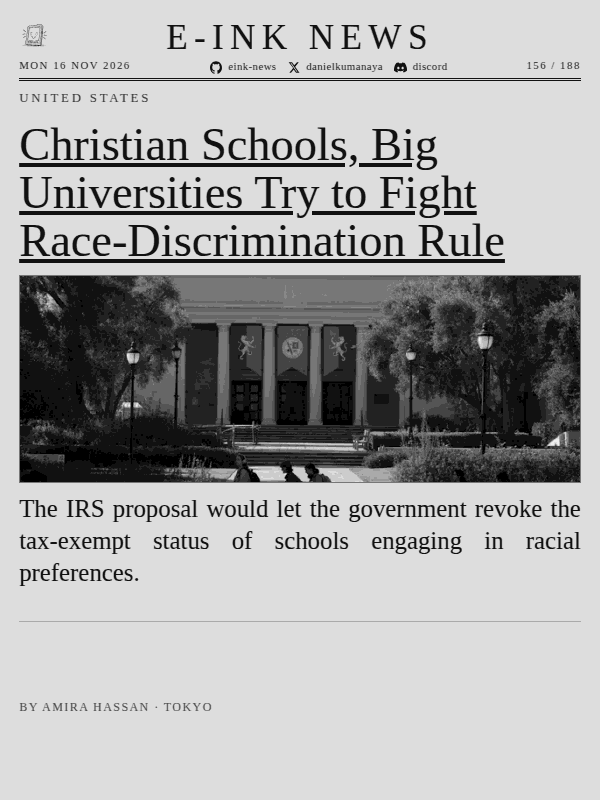 E-INK NEWS
MON 16 NOV 2026
eink-news danielkumanaya discord
156 / 188
UNITED STATES
Christian Schools, Big
Universities Try to Fight
Race-Discrimination Rule
The IRS proposal would let the government revoke the
tax-exempt status of schools engaging in racial
preferences.
BY AMIRA HASSAN · TOKYO